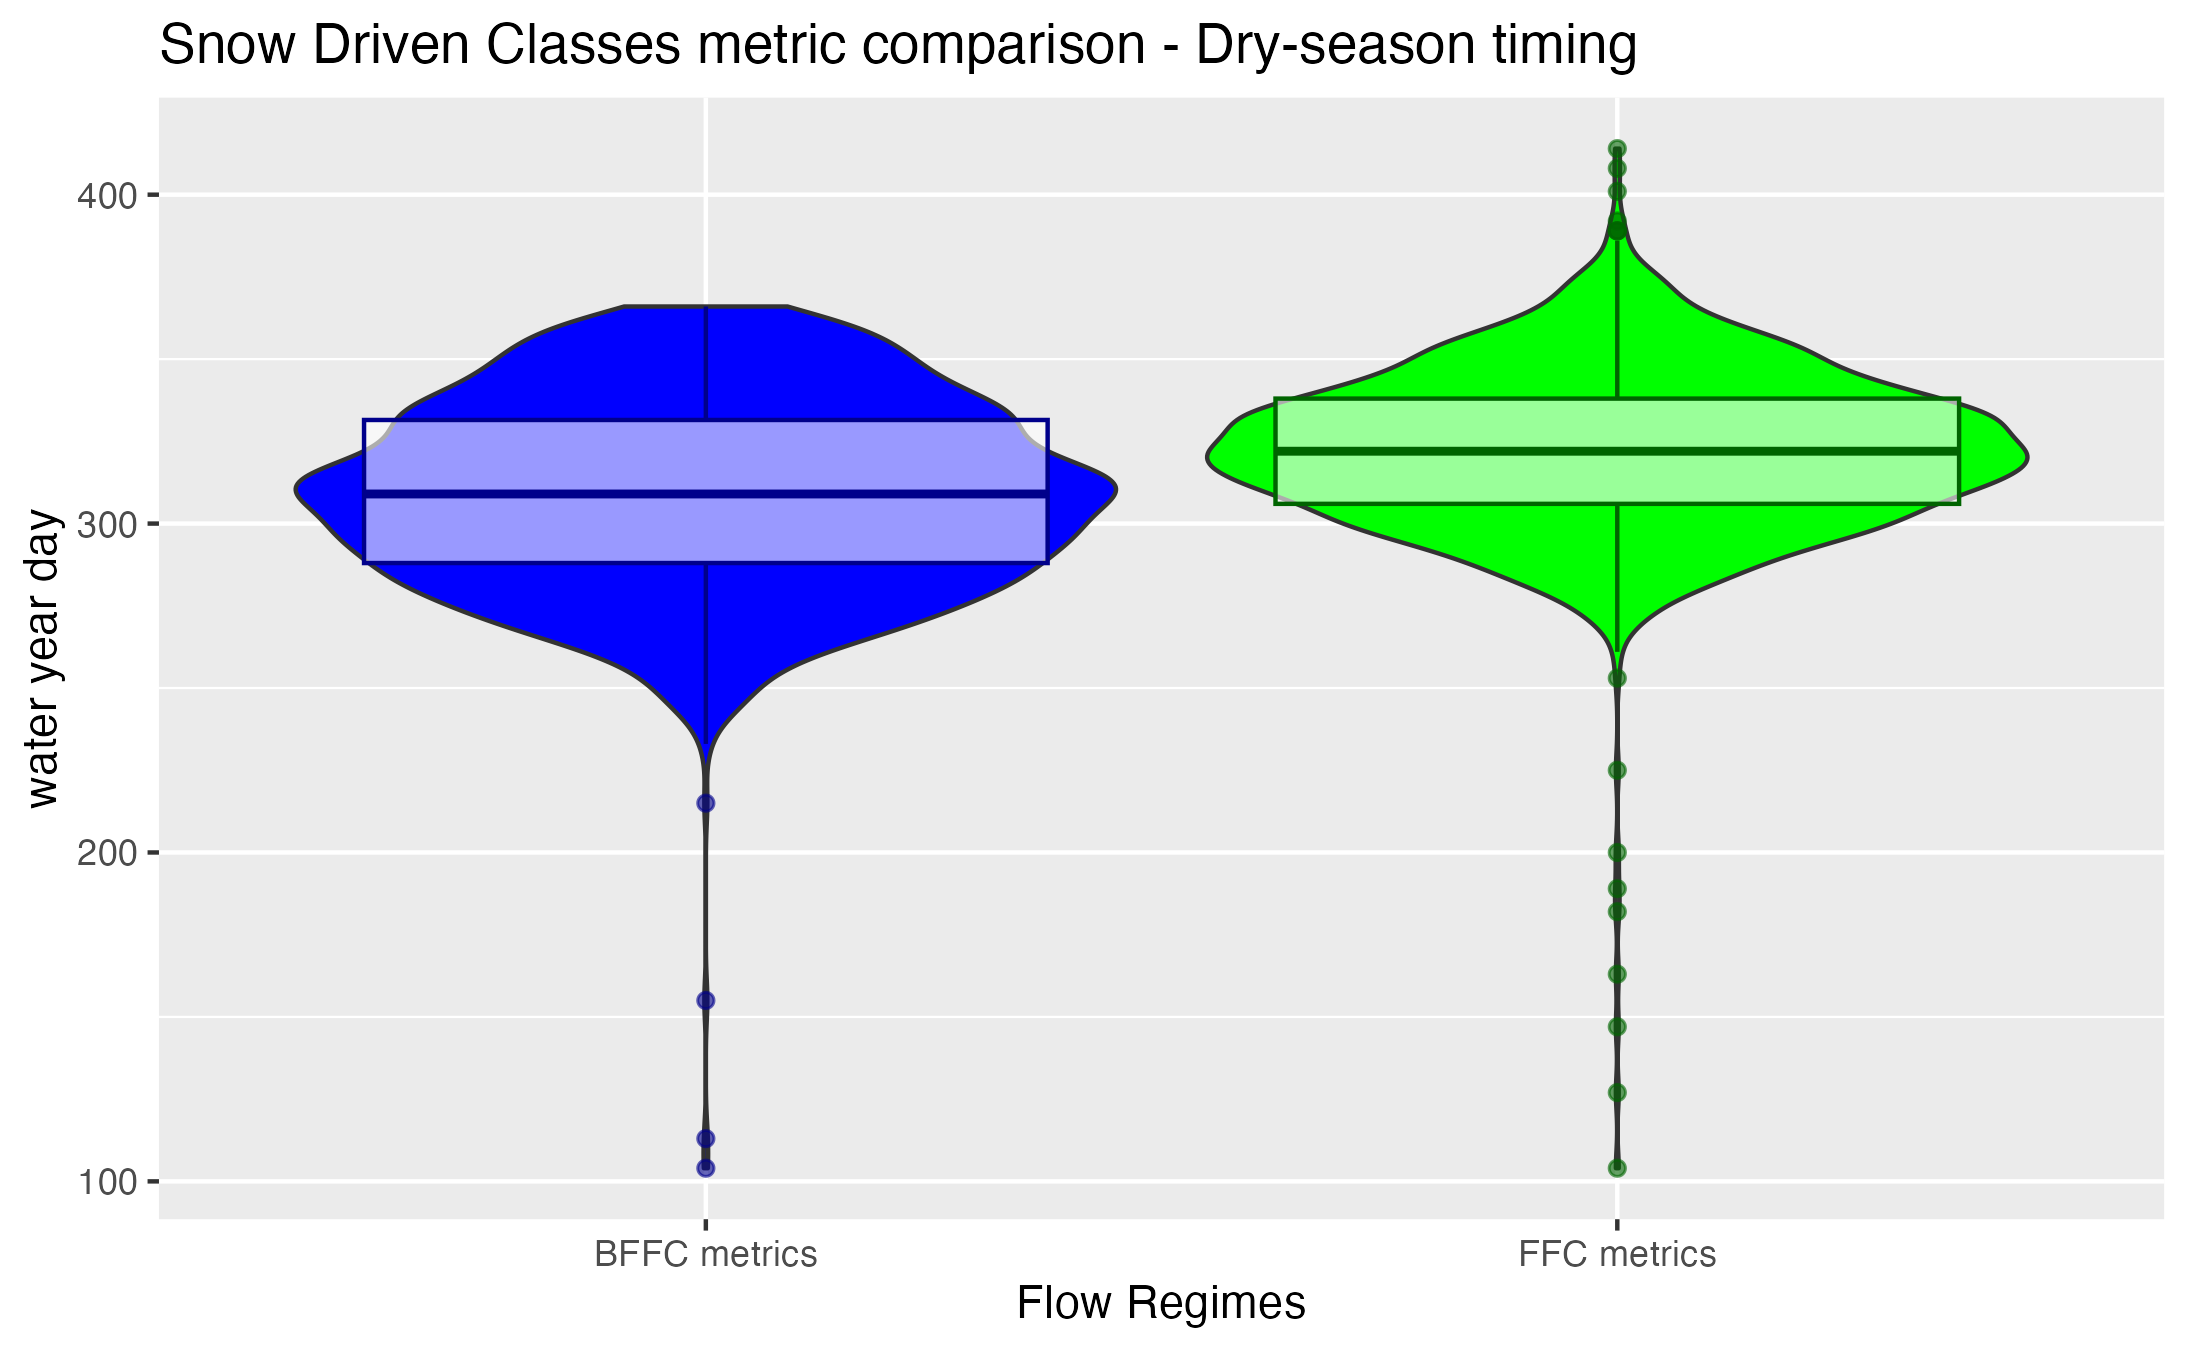 Snow Driven Classes metric comparison - Dry-season timing
water year day
400
300
200
100
BFFC metrics
FFC metrics
Flow Regimes